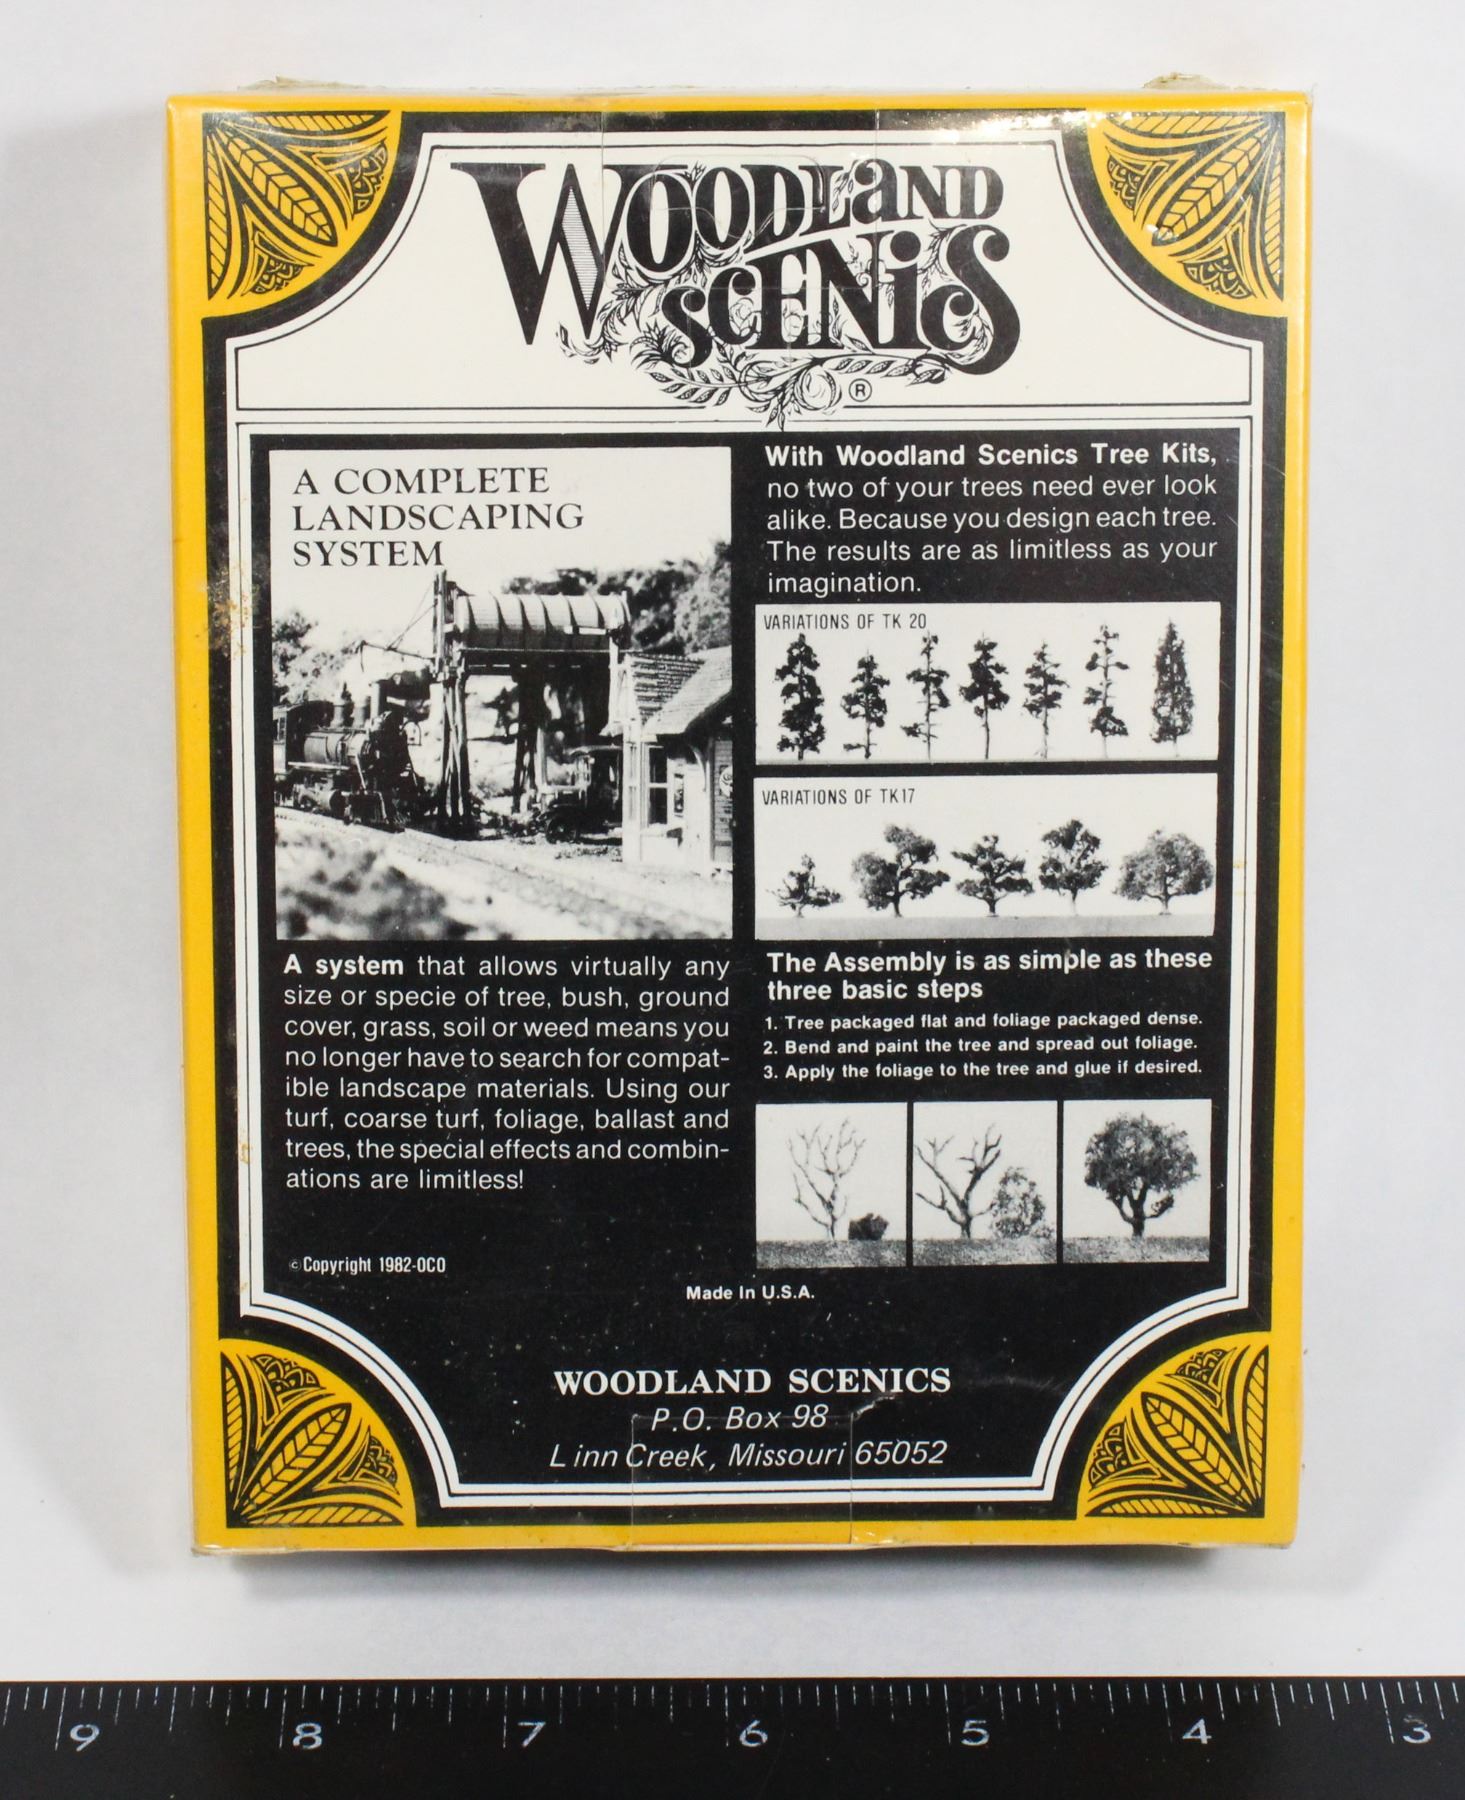 WOODLAND
SCENICS
®
A COMPLETE
LANDSCAPING
SYSTEM
A system that allows virtually any
size or specie of tree, bush, ground
cover, grass, soil or weed means you
no longer have to search for compat-
ible landscape materials. Using our
turf, coarse turf, foliage, ballast and
trees, the special effects and combin-
ations are limitless!
© Copyright 1982-OCO
With Woodland Scenics Tree Kits,
no two of your trees need ever look
alike. Because you design each tree.
The results are as limitless as your
imagination.
VARIATIONS OF TK 20
VARIATIONS OF TK17
The Assembly is as simple as these
three basic steps
1. Tree packaged flat and foliage packaged dense.
2. Bend and paint the tree and spread out foliage.
3. Apply the foliage to the tree and glue if desired.
Made In U.S.A.
WOODLAND SCENICS
P.O. Box 98
Linn Creek, Missouri 65052
9 8 7 6 5 4 3